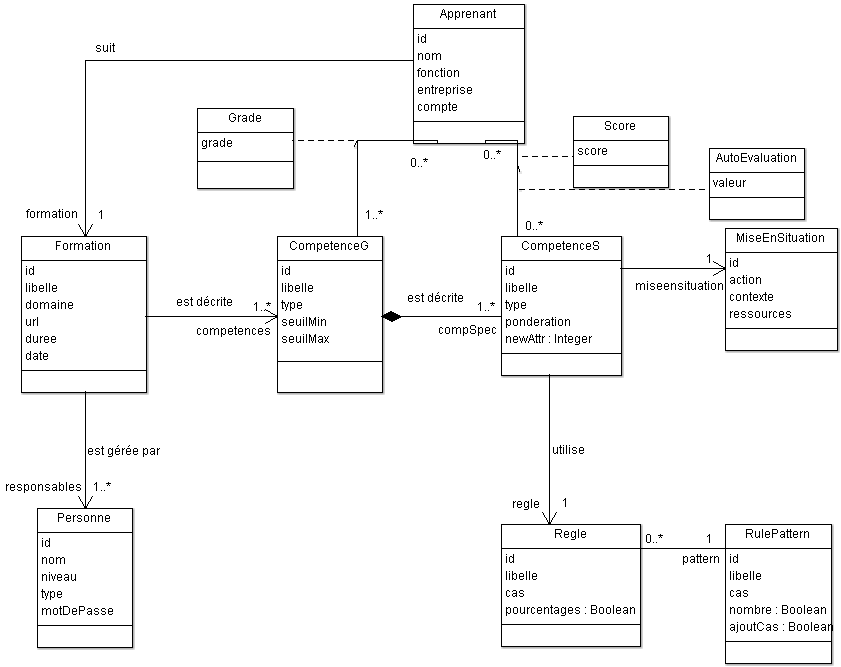 Apprenant
id
nom
fonction
entreprise
compte
suit
Grade
grade
0..*
0..*
Score
score
AutoEvaluation
valeur
formation
1
1..*
0..*
Formation
id
libelle
domaine
url
duree
date
est décrite
1..*
competences
CompetenceG
id
libelle
type
seuilMin
seuilMax
est décrite
1..*
compSpec
CompetenceS
id
libelle
type
ponderation
newAttr : Integer
1
miseensituation
MiseEnSituation
id
action
contexte
ressources
est gérée par
responsables
1..*
Personne
id
nom
niveau
type
motDePasse
utilise
regle
1
Regle
id
libelle
cas
pourcentages : Boolean
0..*
1
pattern
RulePattern
id
libelle
cas
nombre : Boolean
ajoutCas : Boolean